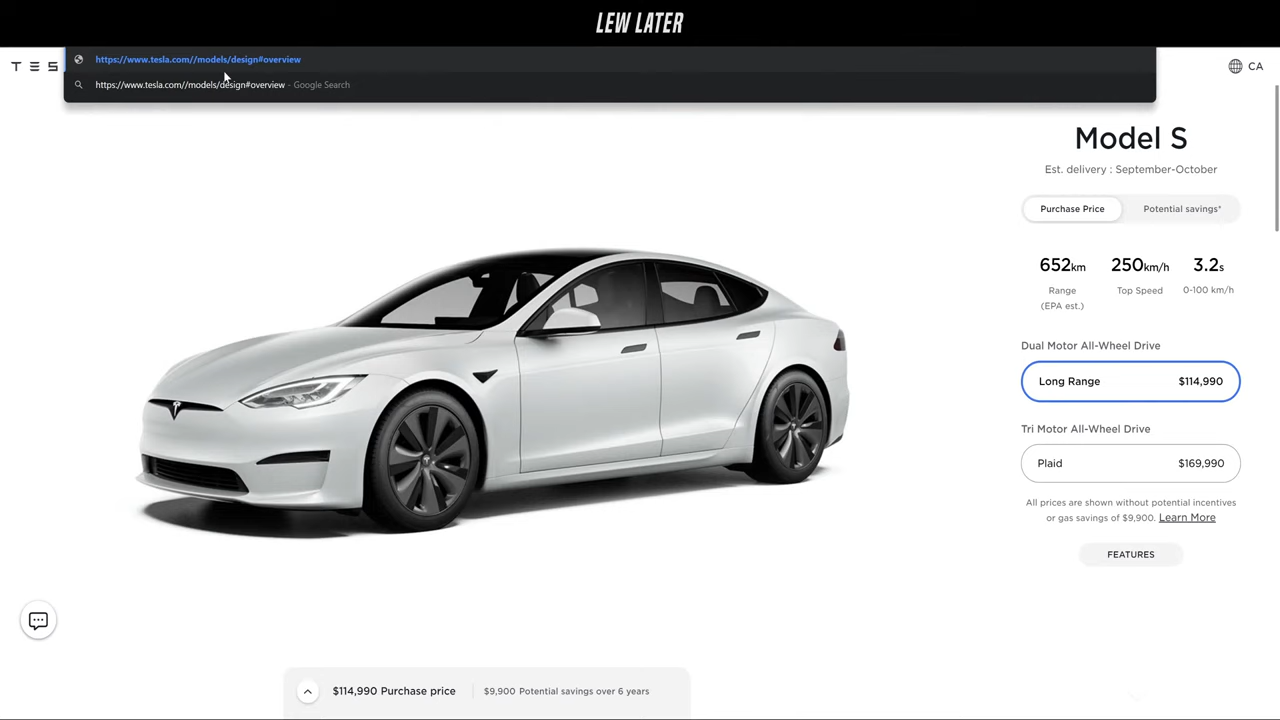 LEW LATER
https://www.tesla.com//models/design#overview
https://www.tesla.com//models/design#overview - Google Search
TES
CA
Model S
Est. delivery : September-October
Purchase Price
Potential savings*
652km
250km/h
3.2s
Range
(EPA est.)
Top Speed
0-100 km/h
Dual Motor All-Wheel Drive
Long Range
$114,990
Tri Motor All-Wheel Drive
Plaid
$169,990
All prices are shown without potential incentives
or gas savings of $9,900. Learn More
FEATURES
$114,990 Purchase price
$9,900 Potential savings over 6 years